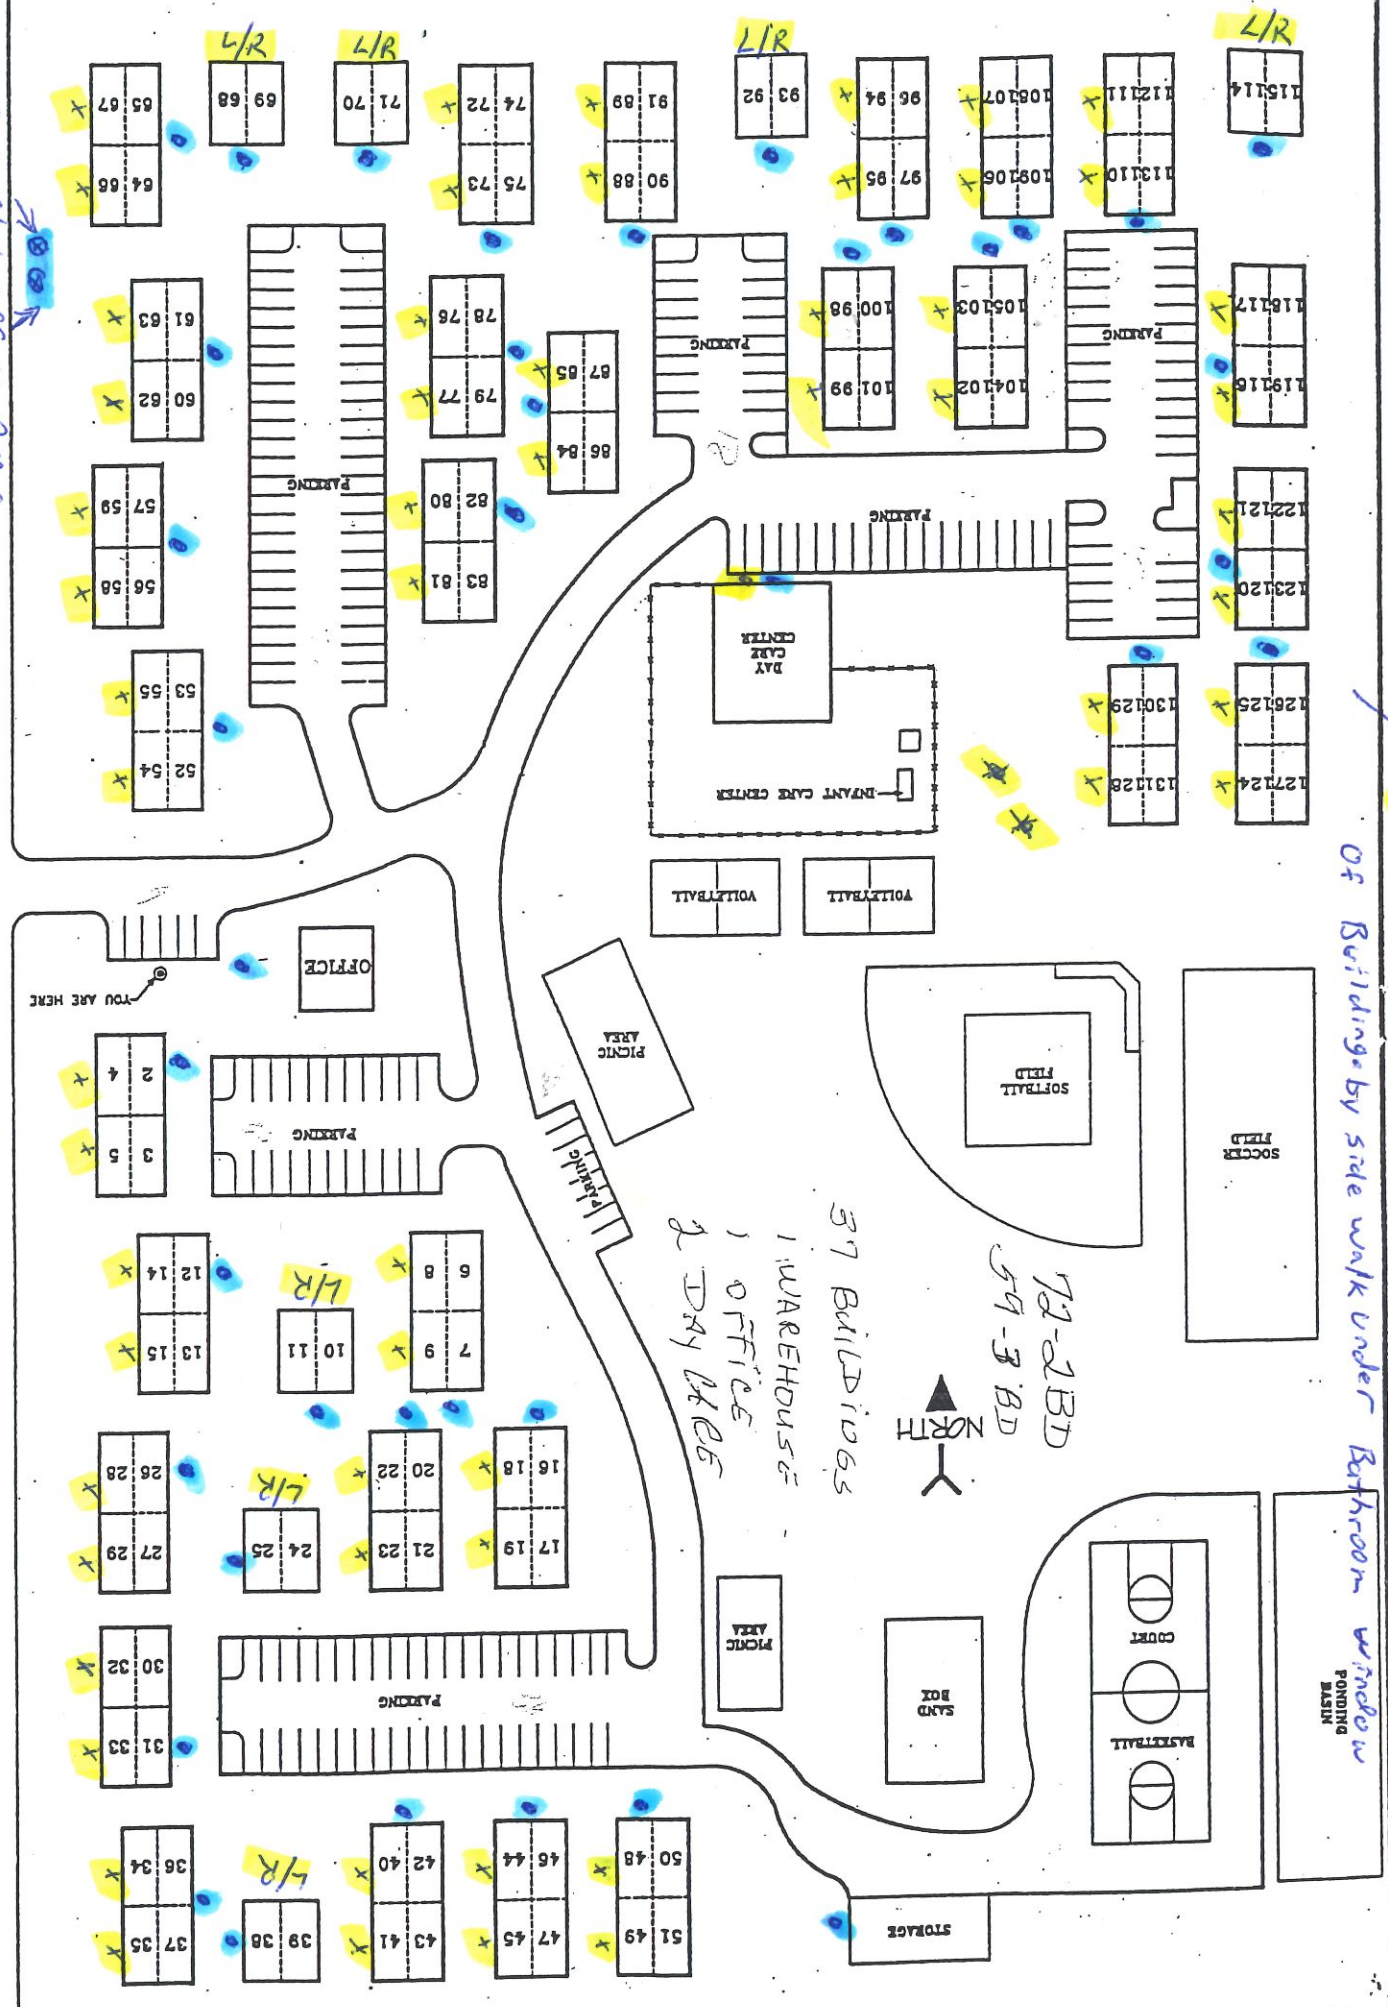 L/R
L/R
L/R
L/R
65 67
64 66
69 68
71 70
74 72
75 73
91 89
90 88
93 92
96 94
97 95
108 107
109 106
112 111
113 110
115 114
61 63
60 62
78 76
79 77
87 85
86 84
100 98
101 99
105 103
104 102
118 117
119 116
PARKING
PARKING
PARKING
PARKING
57 59
56 58
82 80
83 81
122 121
123 120
53 55
52 54
DAY
CARE
CENTER
INFANT CARE CENTER
130 129
131 128
126 125
127 124
VOLLEYBALL
VOLLEYBALL
OFFICE
YOU ARE HERE
PICNIC
AREA
SOFTBALL
FIELD
SOCCER
FIELD
2 4
3 5
PARKING
PARKING
12 14
13 15
L/R
10 11
6 8
7 9
37 BUILDINGS
1 WAREHOUSE
1 OFFICE
2 DAY CARE
72-2BD
59-3BD
NORTH
26 28
27 29
L/R
24 25
20 22
21 23
16 18
17 19
30 32
31 33
PARKING
PICNIC
AREA
SAND
BOX
COURT
BASKETBALL
PONDING
BASIN
36 34
37 35
L/R
39 38
42 40
43 41
46 44
47 45
50 48
51 49
STORAGE
Of Building by side walk under Bathroom window